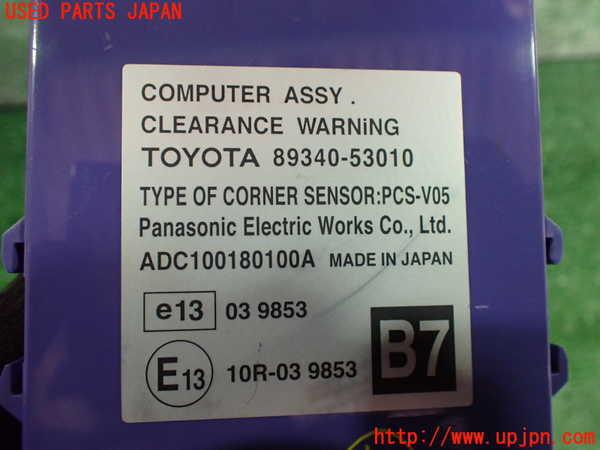 USED PARTS JAPAN
COMPUTER ASSY .
CLEARANCE WARNiNG
TOYOTA 89340-53010
TYPE OF CORNER SENSOR:PCS-V05
Panasonic Electric Works Co., Ltd.
ADC100180100A MADE IN JAPAN
e13 03 9853
E13 10R-03 9853
B7
http://www.upjpn.com/